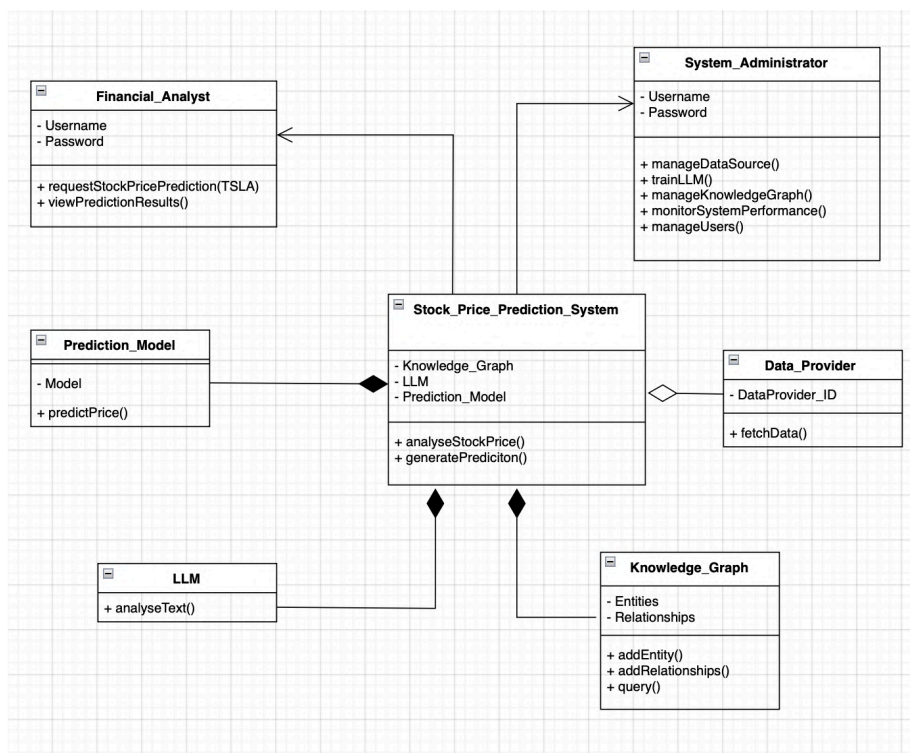 Financial_Analyst
- Username
- Password
+ requestStockPricePrediction(TSLA)
+ viewPredictionResults()
System_Administrator
- Username
- Password
+ manageDataSource()
+ trainLLM()
+ manageKnowledgeGraph()
+ monitorSystemPerformance()
+ manageUsers()
Stock_Price_Prediction_System
- Knowledge_Graph
- LLM
- Prediction_Model
+ analyseStockPrice()
+ generatePrediciton()
Prediction_Model
- Model
+ predictPrice()
Data_Provider
- DataProvider_ID
+ fetchData()
LLM
+ analyseText()
Knowledge_Graph
- Entities
- Relationships
+ addEntity()
+ addRelationships()
+ query()